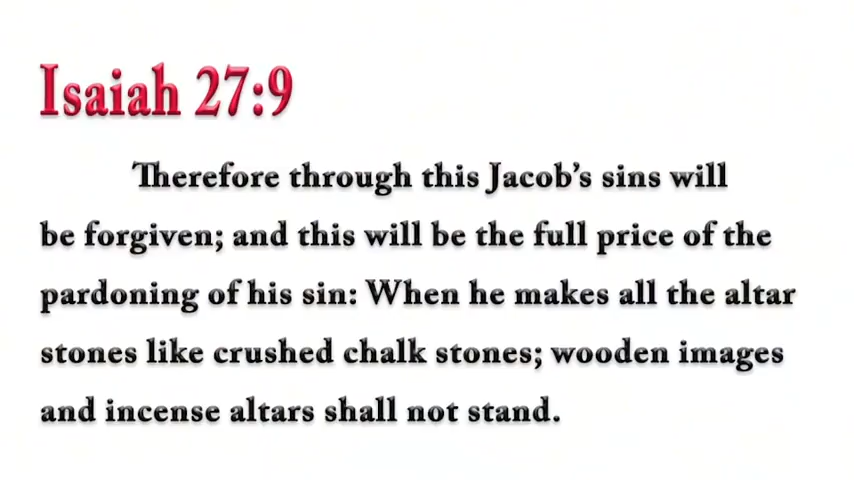 Isaiah 27:9
Therefore through this Jacob’s sins will
be forgiven; and this will be the full price of the
pardoning of his sin: When he makes all the altar
stones like crushed chalk stones; wooden images
and incense altars shall not stand.